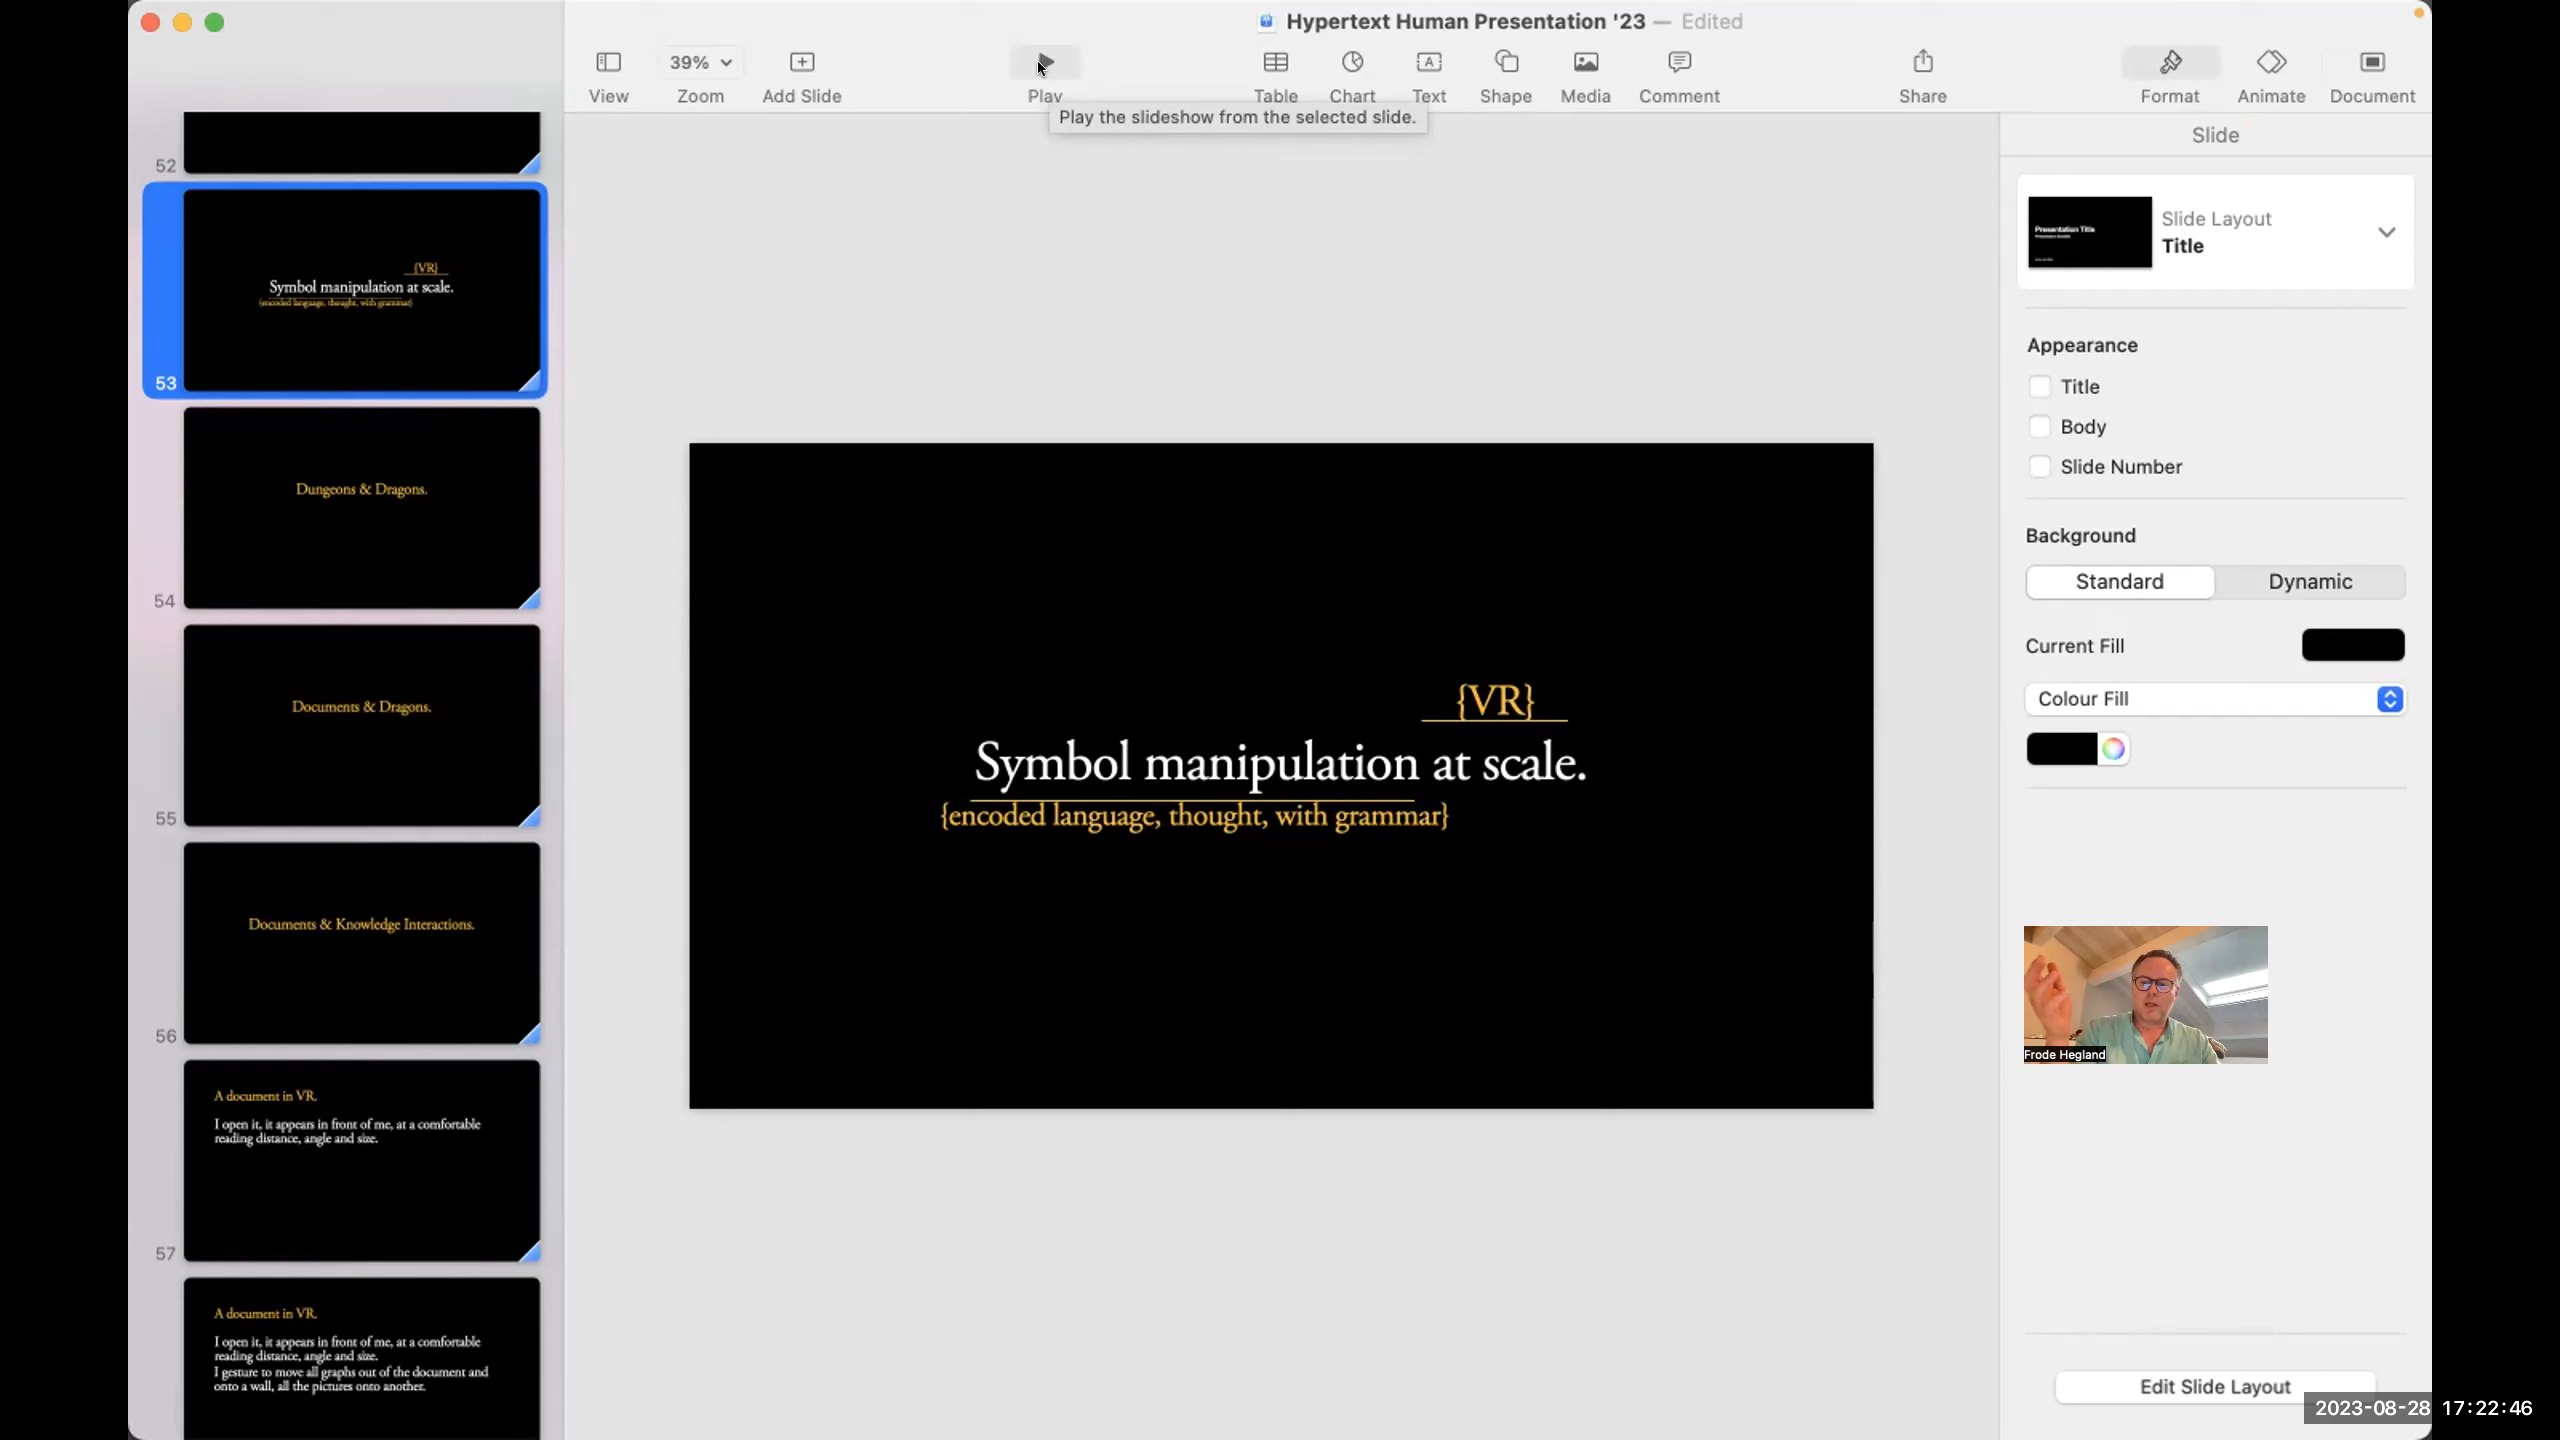 Hypertext Human Presentation '23 — Edited
39%
View
Zoom
Add Slide
Play
Table
Chart
Text
Shape
Media
Comment
Share
Format
Animate
Document
Play the slideshow from the selected slide.
52
{VR}
Symbol manipulation at scale.
{encoded language, thought, with grammar}
53
Dungeons & Dragons.
54
Documents & Dragons.
55
Documents & Knowledge Interactions.
56
A document in VR.
I open it, it appears in front of me, at a comfortable
reading distance, angle and size.
57
A document in VR.
I open it, it appears in front of me, at a comfortable
reading distance, angle and size.
I gesture to move all graphs out of the document and
onto a wall, all the pictures onto another.
{VR}
Symbol manipulation at scale.
{encoded language, thought, with grammar}
Slide
Presentation Title
Slide Layout
Title
Appearance
Title
Body
Slide Number
Background
Standard
Dynamic
Current Fill
Colour Fill
Frode Hegland
Edit Slide Layout
2023-08-28 17:22:46